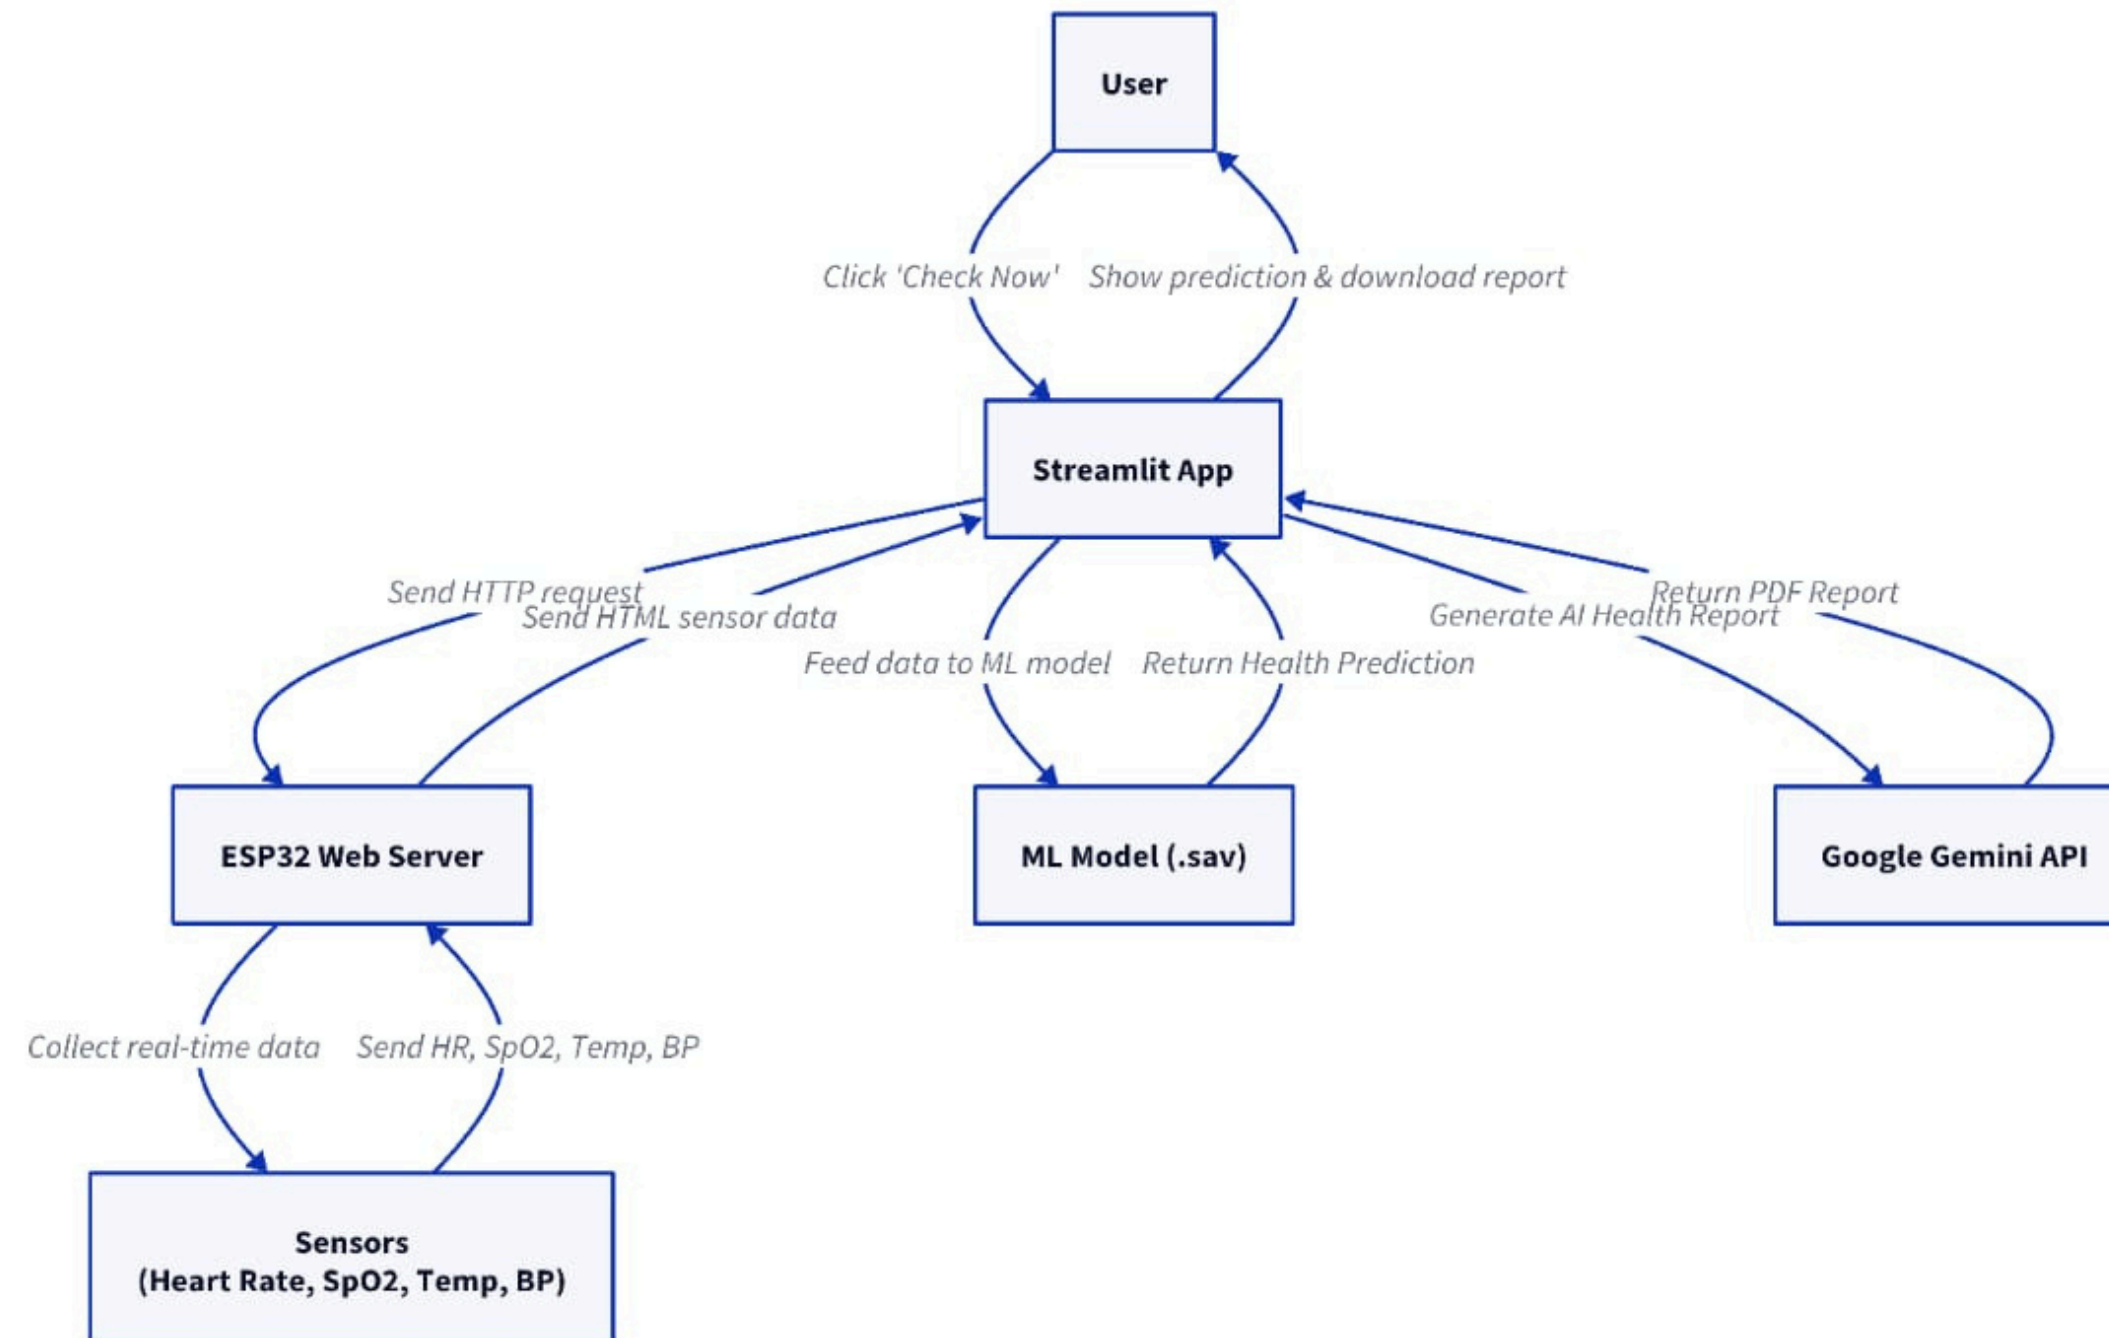 User
Click 'Check Now'
Show prediction & download report
Streamlit App
Send HTTP request
Send HTML sensor data
Return PDF Report
Generate AI Health Report
Feed data to ML model
Return Health Prediction
ESP32 Web Server
ML Model (.sav)
Google Gemini API
Collect real-time data
Send HR, SpO2, Temp, BP
Sensors
(Heart Rate, SpO2, Temp, BP)